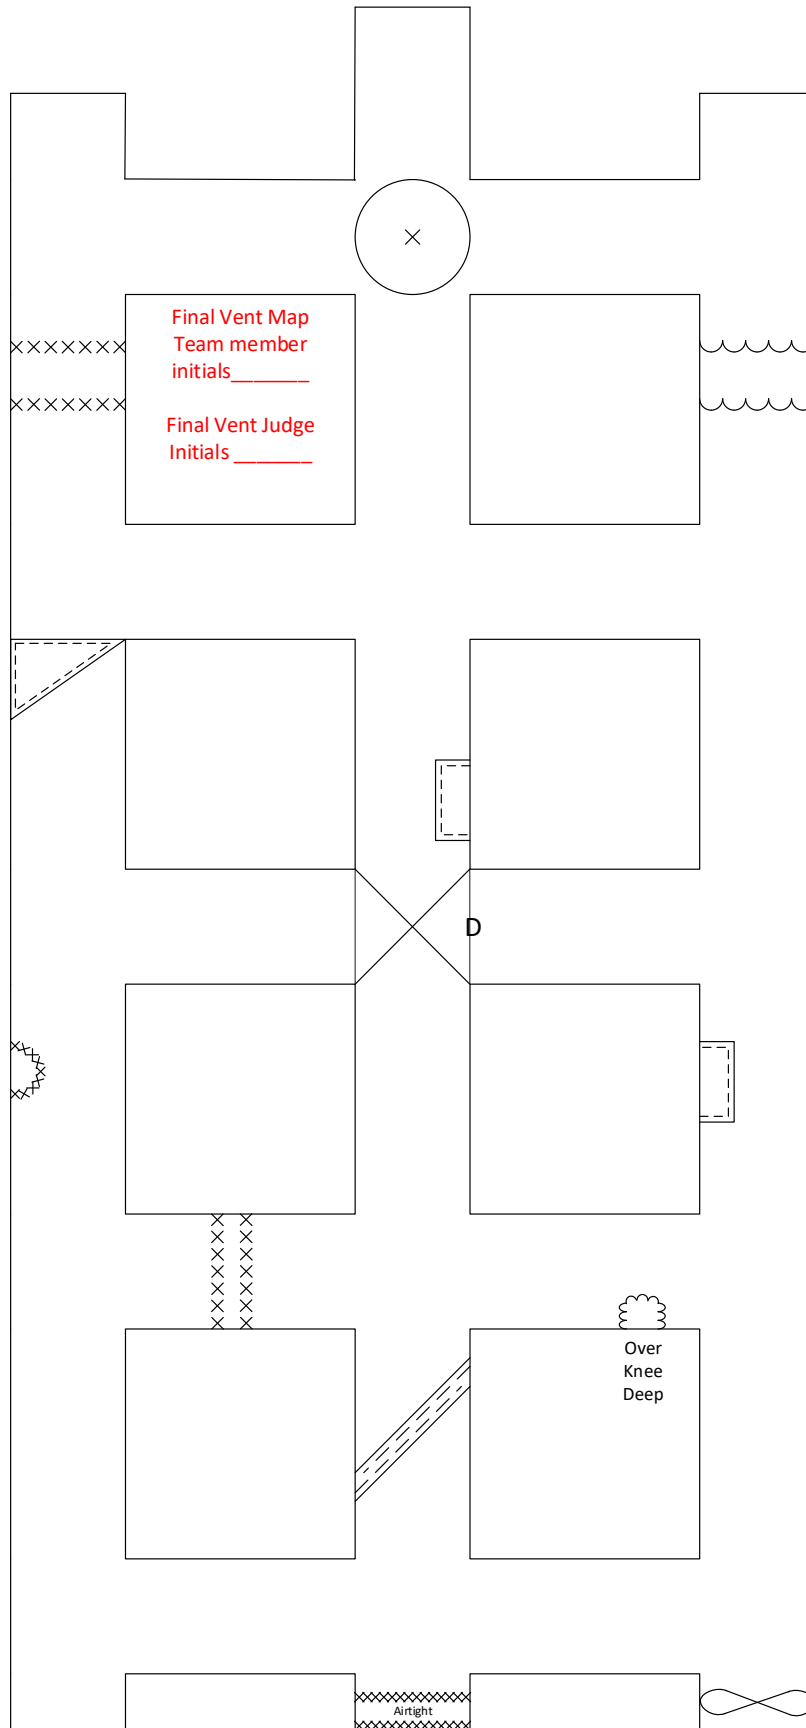 Final Vent Map
Team member
initials_______
Final Vent Judge
Initials _______
D
Over
Knee
Deep
Airtight